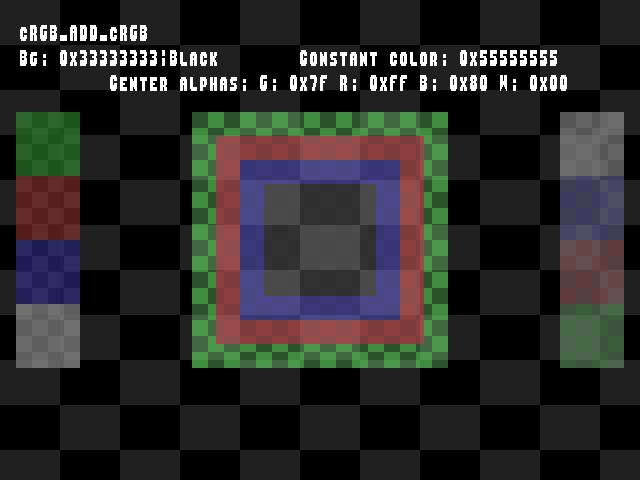 cRGB_ADD_cRGB
Bg: 0x33333333¦Black Constant color: 0x55555555
Center alphas: G: 0x7f R: 0xff B: 0x80 W: 0x00